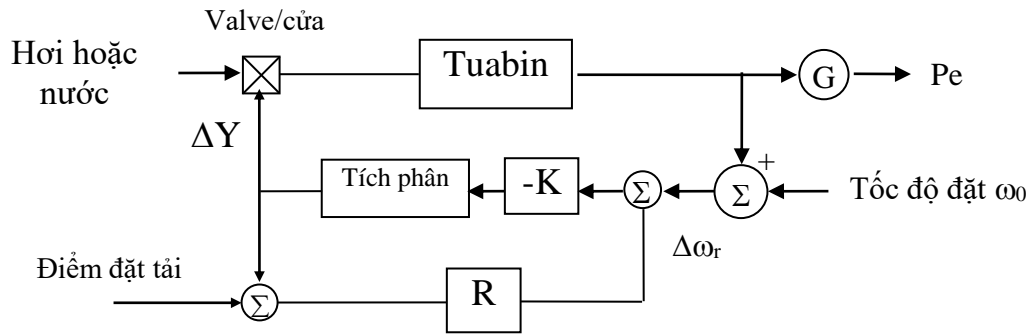 Valve/cửa
Hơi hoặc
nước
Tuabin
G
Pe
ΔY
Tích phân
-K
Σ
+
Σ
Tốc độ đặt ω0
Δωr
Điểm đặt tải
Σ
R